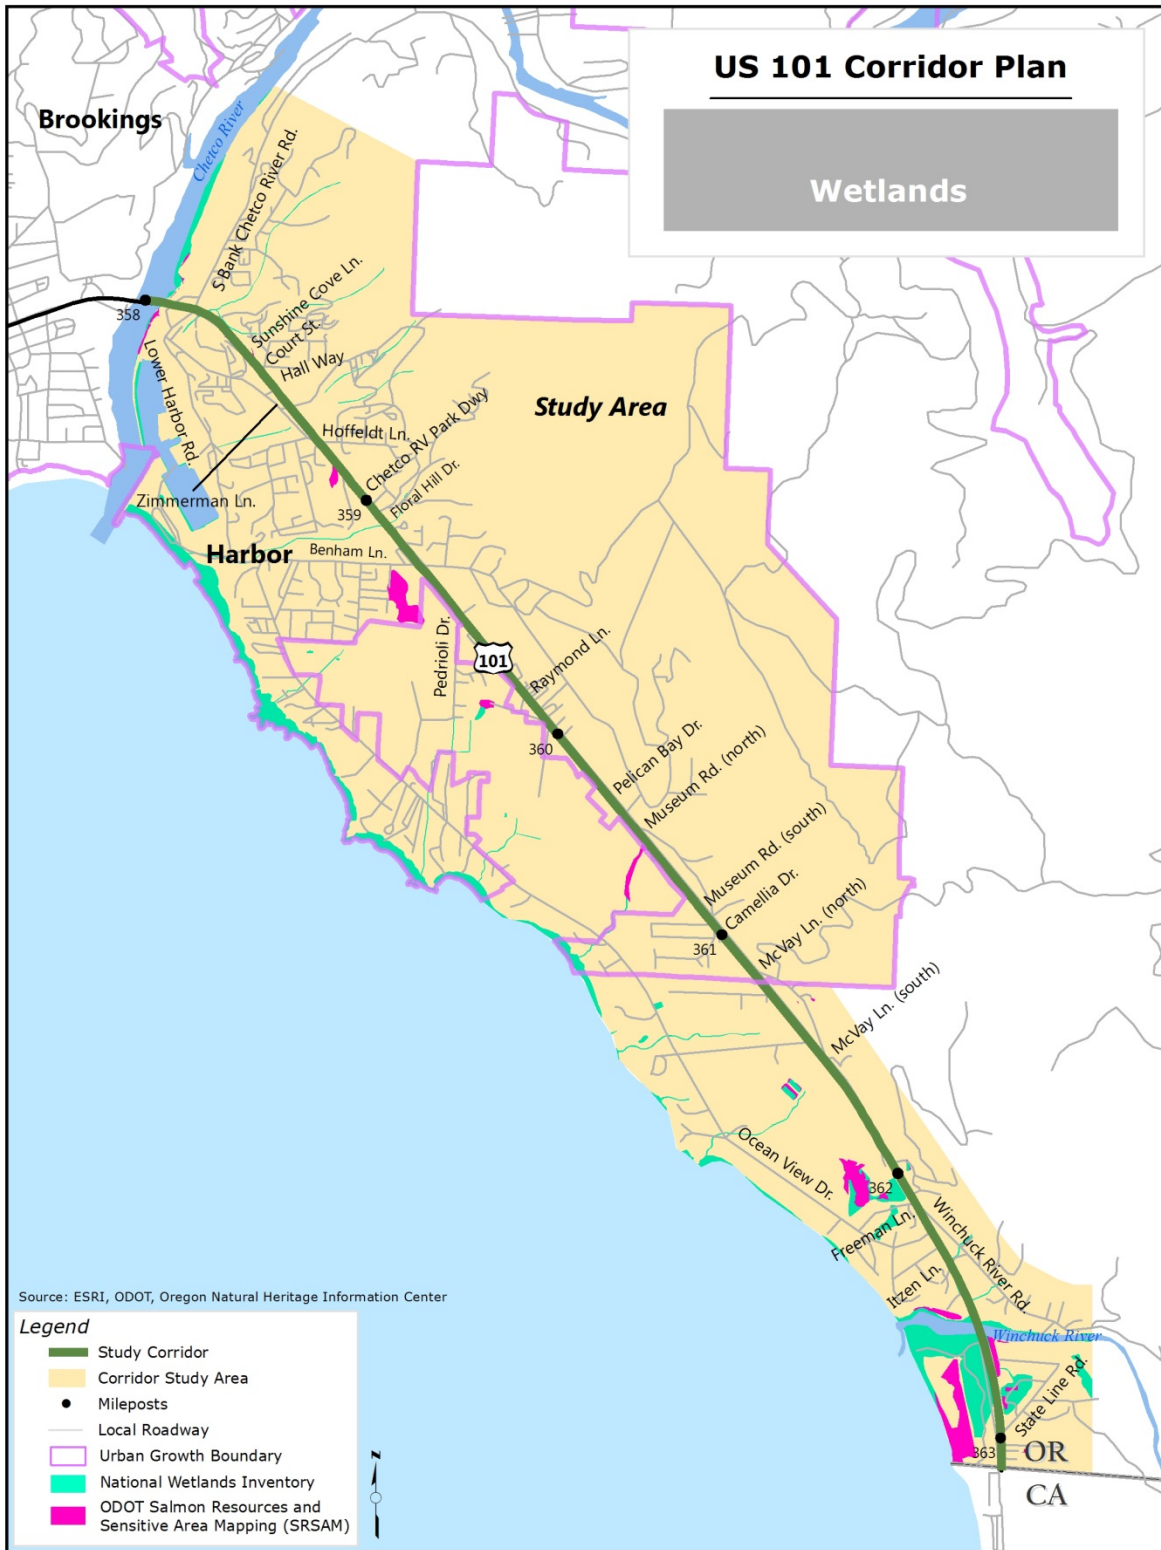 US 101 Corridor Plan
Wetlands
Brookings
Chetco River
S Bank Chetco River Rd.
358
Sunshine Cove Ln.
Court St.
Hall Way
Lower Harbor Rd.
Study Area
Hoffeldt Ln.
Chetco RV Park Dwy
Zimmerman Ln.
359
Floral Hill Dr.
Harbor
Benham Ln.
Pedrioli Dr.
101
Raymond Ln.
360
Pelican Bay Dr.
Museum Rd. (north)
Museum Rd. (south)
Camellia Dr.
361
McVay Ln. (north)
McVay Ln. (south)
Ocean View Dr.
362
Freeman Ln.
Winchuck River Rd.
Itzen Ln.
Winchuck River
State Line Rd.
363
OR
CA
Source: ESRI, ODOT, Oregon Natural Heritage Information Center
Legend
Study Corridor
Corridor Study Area
Mileposts
Local Roadway
Urban Growth Boundary
National Wetlands Inventory
ODOT Salmon Resources and
Sensitive Area Mapping (SRSAM)
N